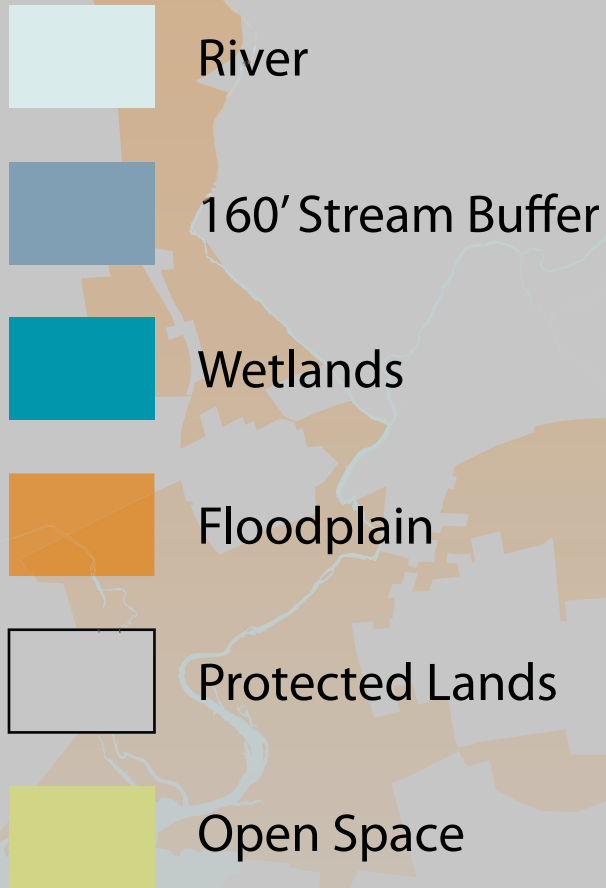 River
160’ Stream Buffer
Wetlands
Floodplain
Protected Lands
Open Space